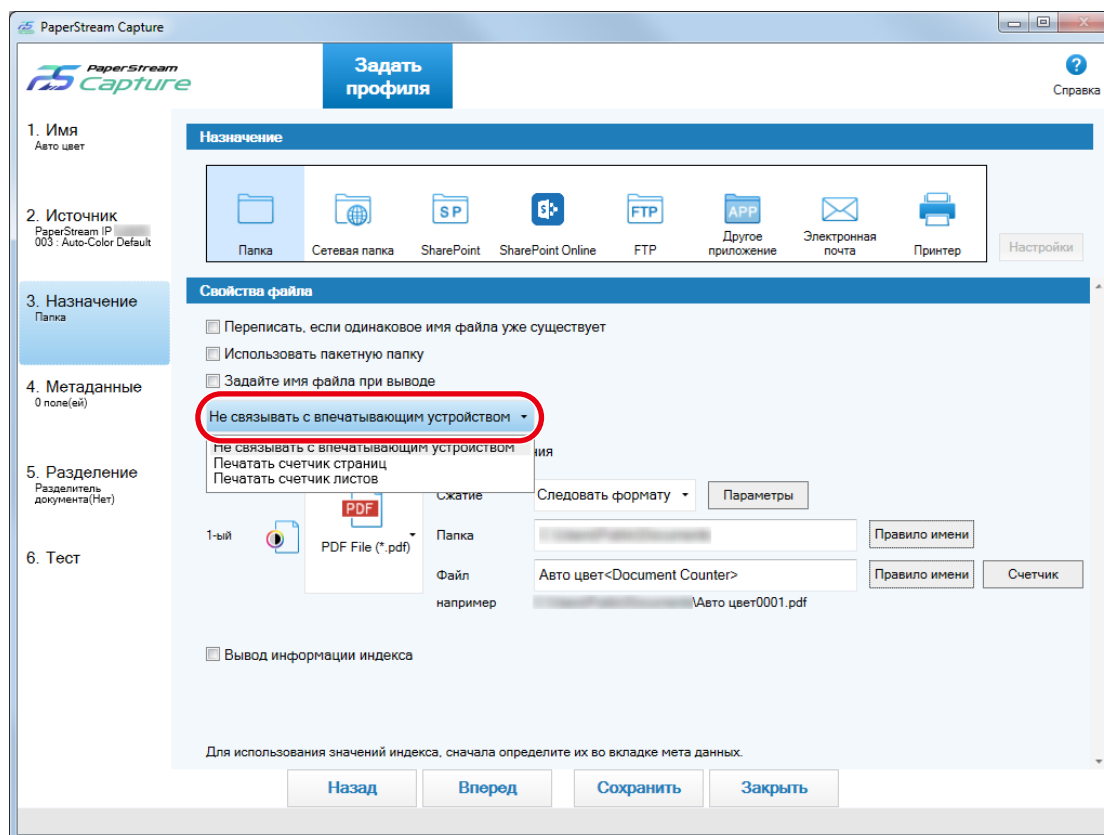 PaperStream Capture
PaperStream
Capture
Задать
профиля
Справка
1. Имя
Авто цвет
2. Источник
PaperStream IP
003 : Auto-Color Default
3. Назначение
Папка
4. Метаданные
0 поле(ей)
5. Разделение
Разделитель
документа(Нет)
6. Тест
Назначение
SP
FTP
APP
Папка
Сетевая папка
SharePoint
SharePoint Online
FTP
Другое
приложение
Электронная
почта
Принтер
Настройки
Свойства файла
Переписать, если одинаковое имя файла уже существует
Использовать пакетную папку
Задайте имя файла при выводе
Не связывать с впечатывающим устройством
Не связывать с впечатывающим устройством
Печатать счетчик страниц
Печатать счетчик листов
ния
1-ый
PDF
PDF File (*.pdf)
Сжатие
Следовать формату
Параметры
Папка
Правило имени
Файл
Авто цвет<Document Counter>
Правило имени
Счетчик
например
\Авто цвет0001.pdf
Вывод информации индекса
Для использования значений индекса, сначала определите их во вкладке мета данных.
Назад
Вперед
Сохранить
Закрыть